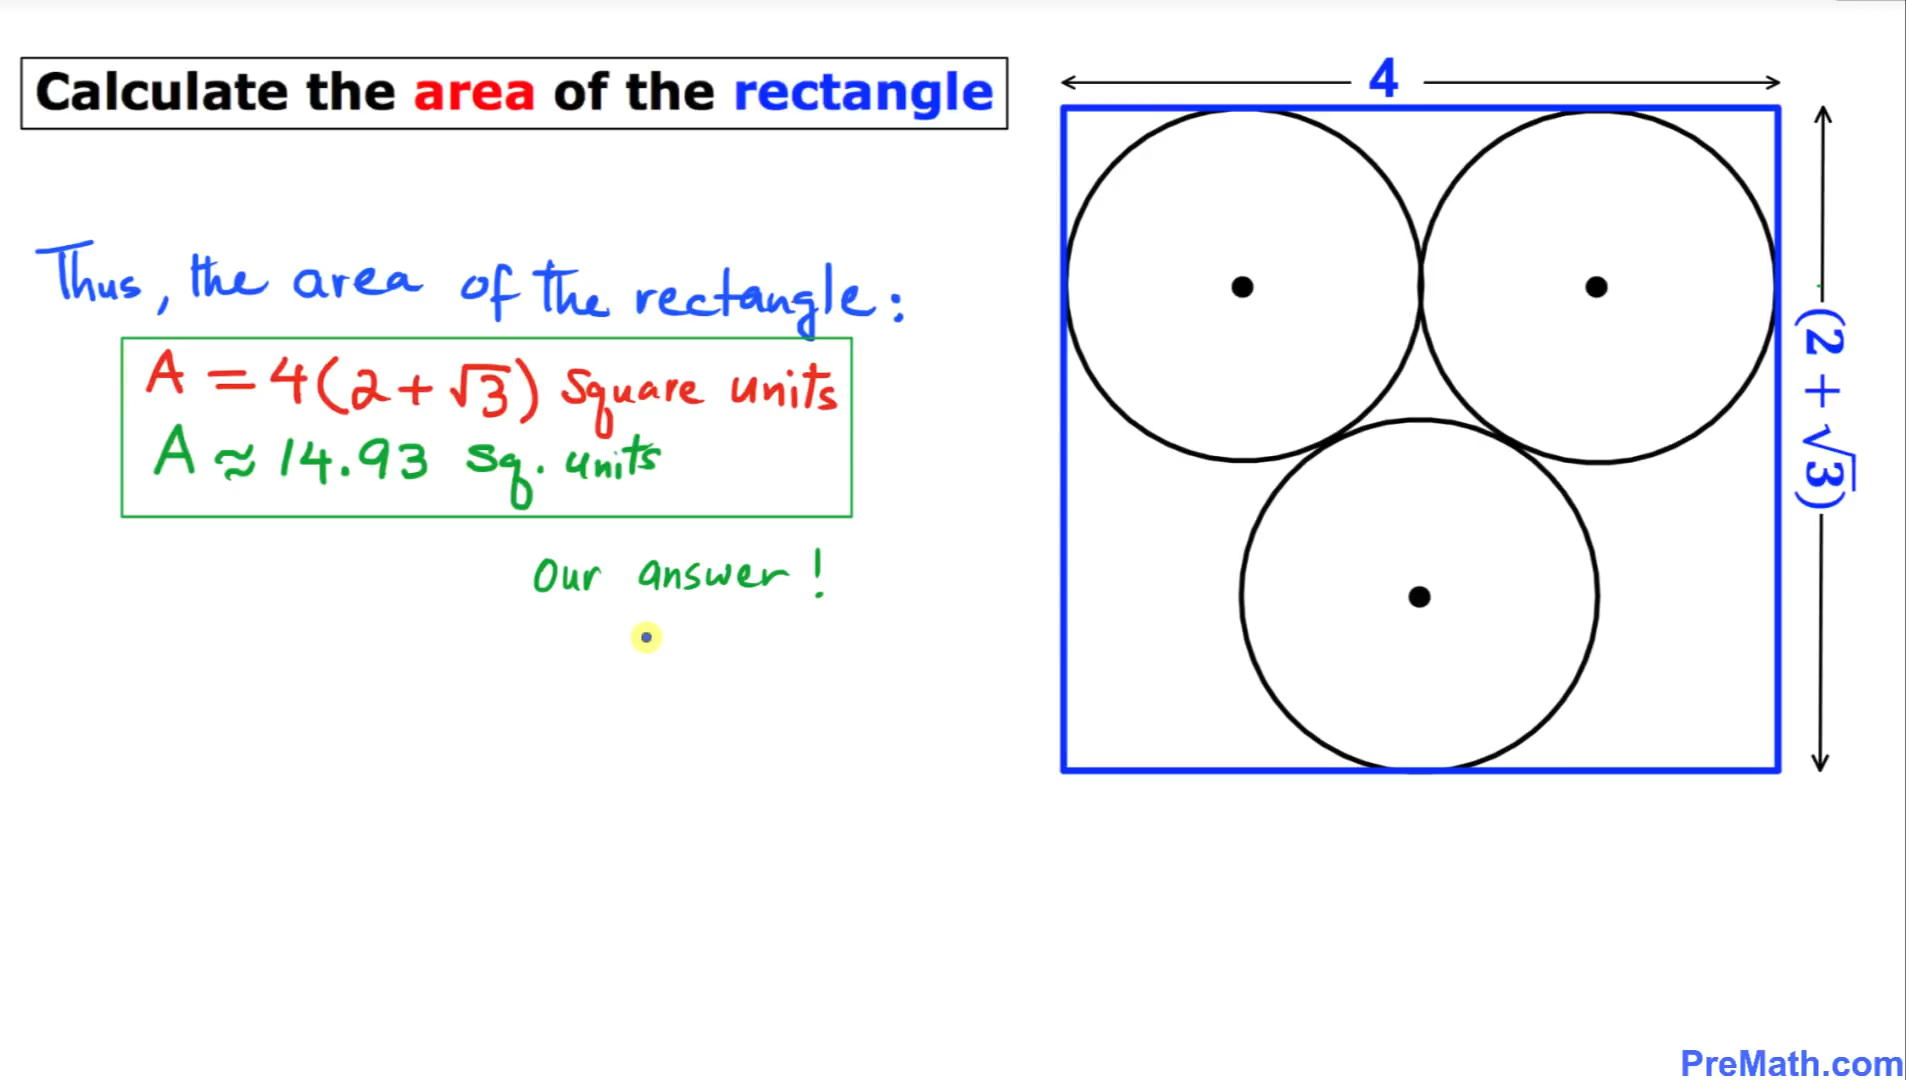 Calculate the area of the rectangle
4
Thus, the area of the rectangle:
A = 4(2+√3) square units
A ≈ 14.93 sq. units
(2 + √3)
our answer!
PreMath.com